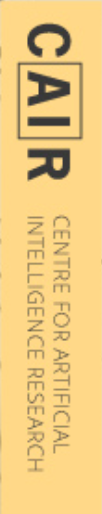 CAIR
CENTRE FOR ARTIFICIAL
INTELLIGENCE RESEARCH